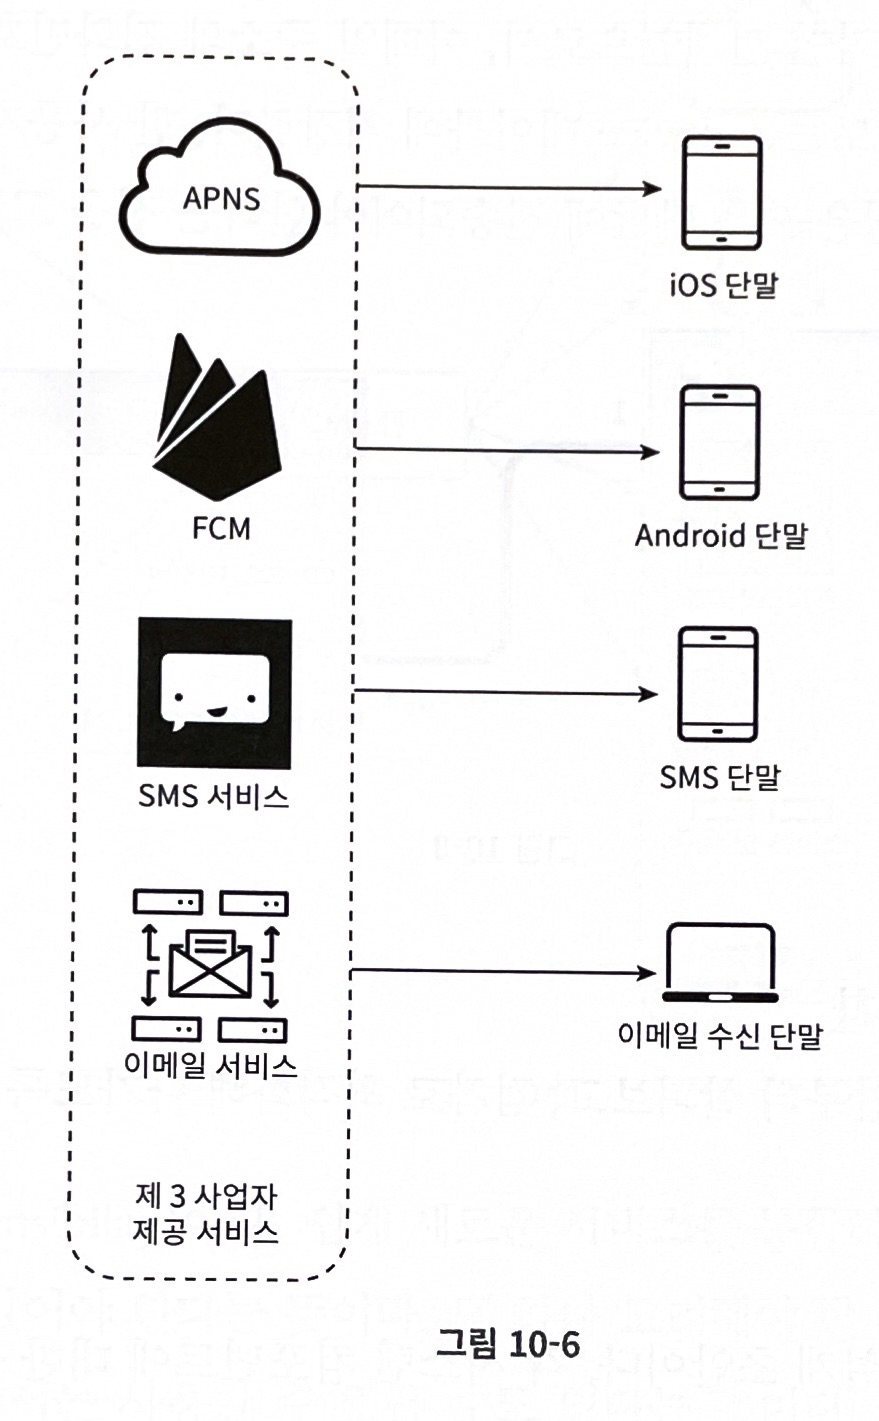 APNS
iOS 단말
FCM
Android 단말
SMS 서비스
SMS 단말
이메일 서비스
이메일 수신 단말
제 3 사업자
제공 서비스
그림 10-6